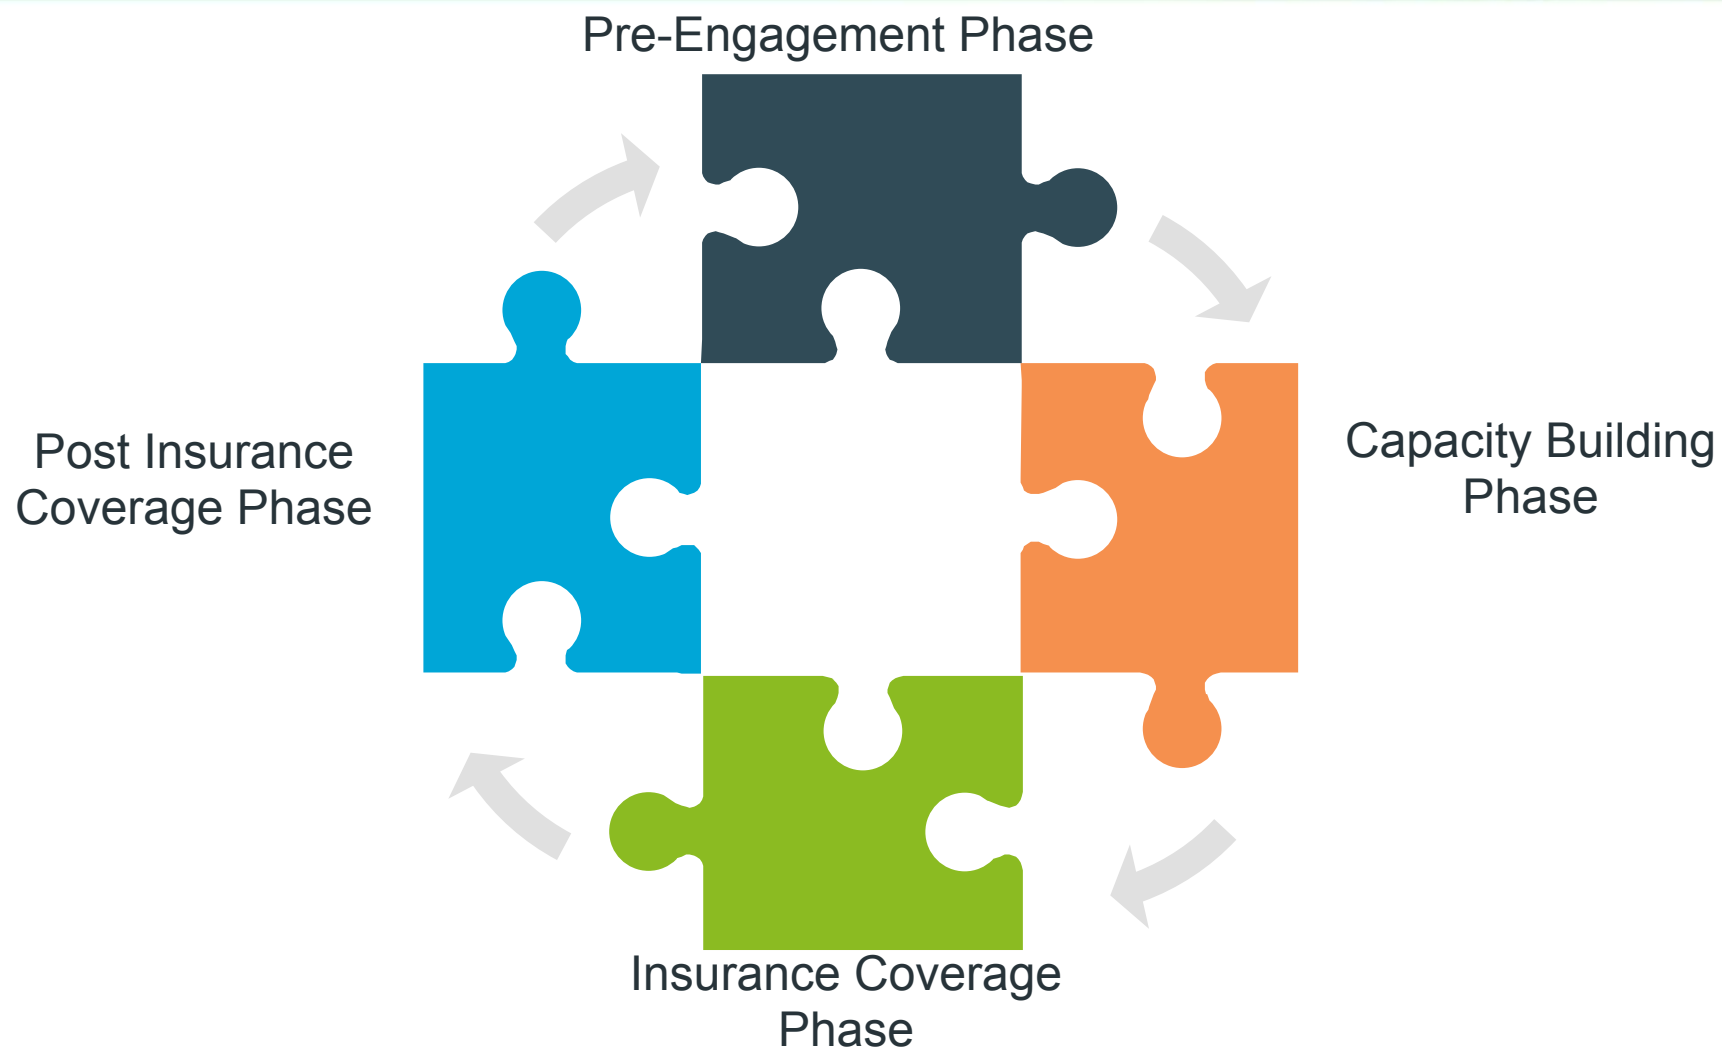 Pre-Engagement Phase
Capacity Building
Phase
Insurance Coverage
Phase
Post Insurance
Coverage Phase